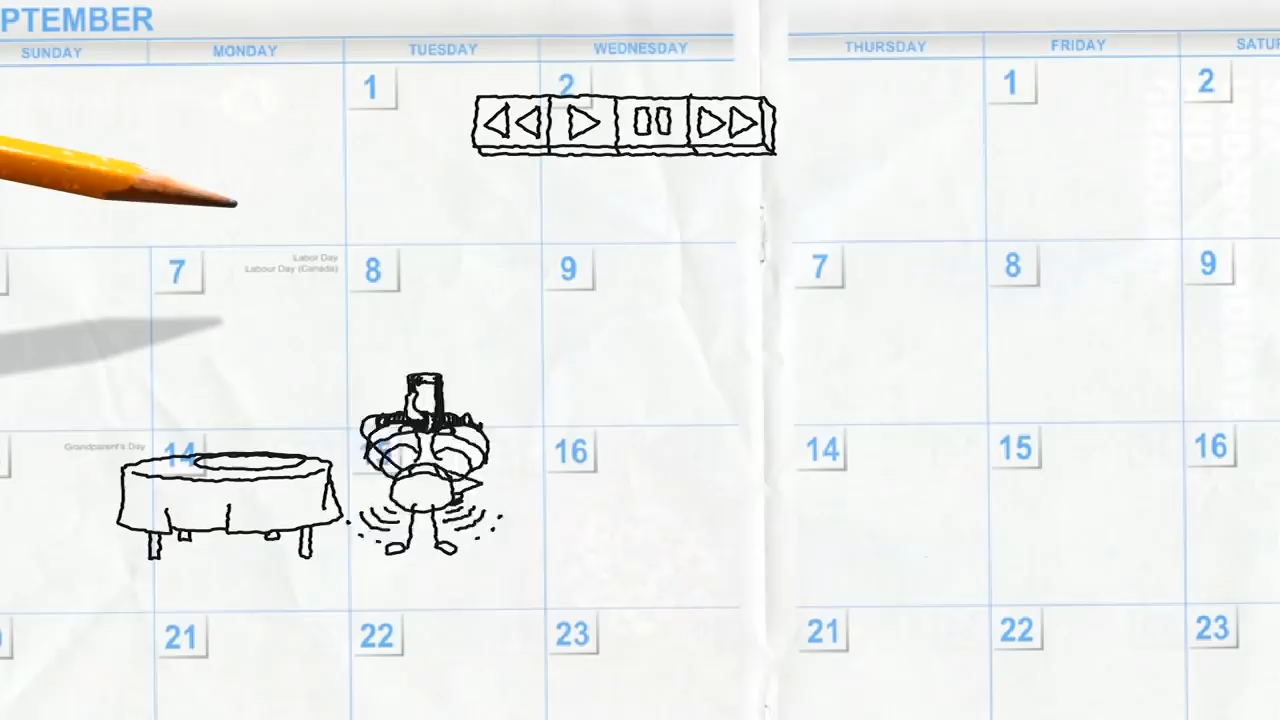 PTEMBER
SUNDAY MONDAY TUESDAY WEDNESDAY THURSDAY FRIDAY SATUR
1 2 1 2
7 Labor Day
Labour Day (Canada)
8 9 7 8 9
Grandparent's Day
14 15 16 14 15 16
21 22 23 21 22 23